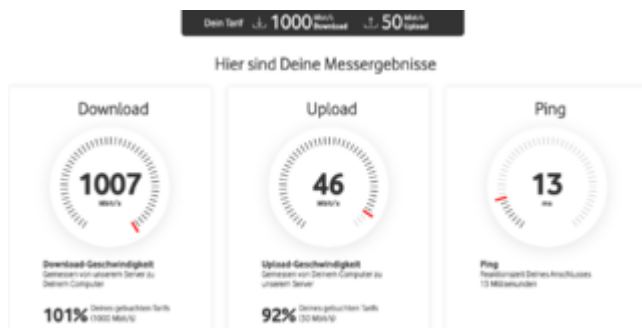 Dein Tarif 1000 Mbit/s Download 50 Mbit/s Upload
Hier sind Deine Messergebnisse
Download
1007
Mbit/s
Download-Geschwindigkeit
Gemessen von unserem Server zu
Deinem Computer
101% Deines gebuchten Tarifs
(1000 Mbit/s)
Upload
46
Mbit/s
Upload-Geschwindigkeit
Gemessen von Deinem Computer zu
unserem Server
92% Deines gebuchten Tarifs
(50 Mbit/s)
Ping
13
ms
Ping
Reaktionszeit Deines Anschlusses
13 Millisekunden